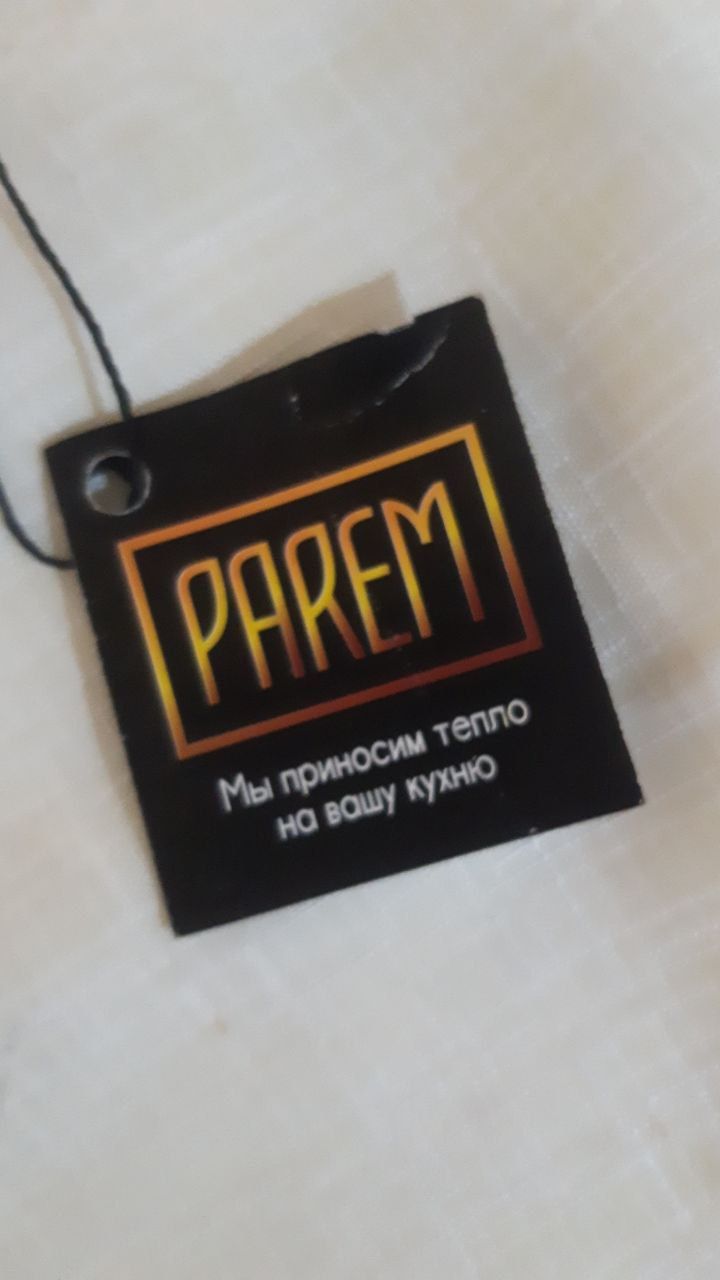 PAREM
Мы приносим тепло
на вашу кухню